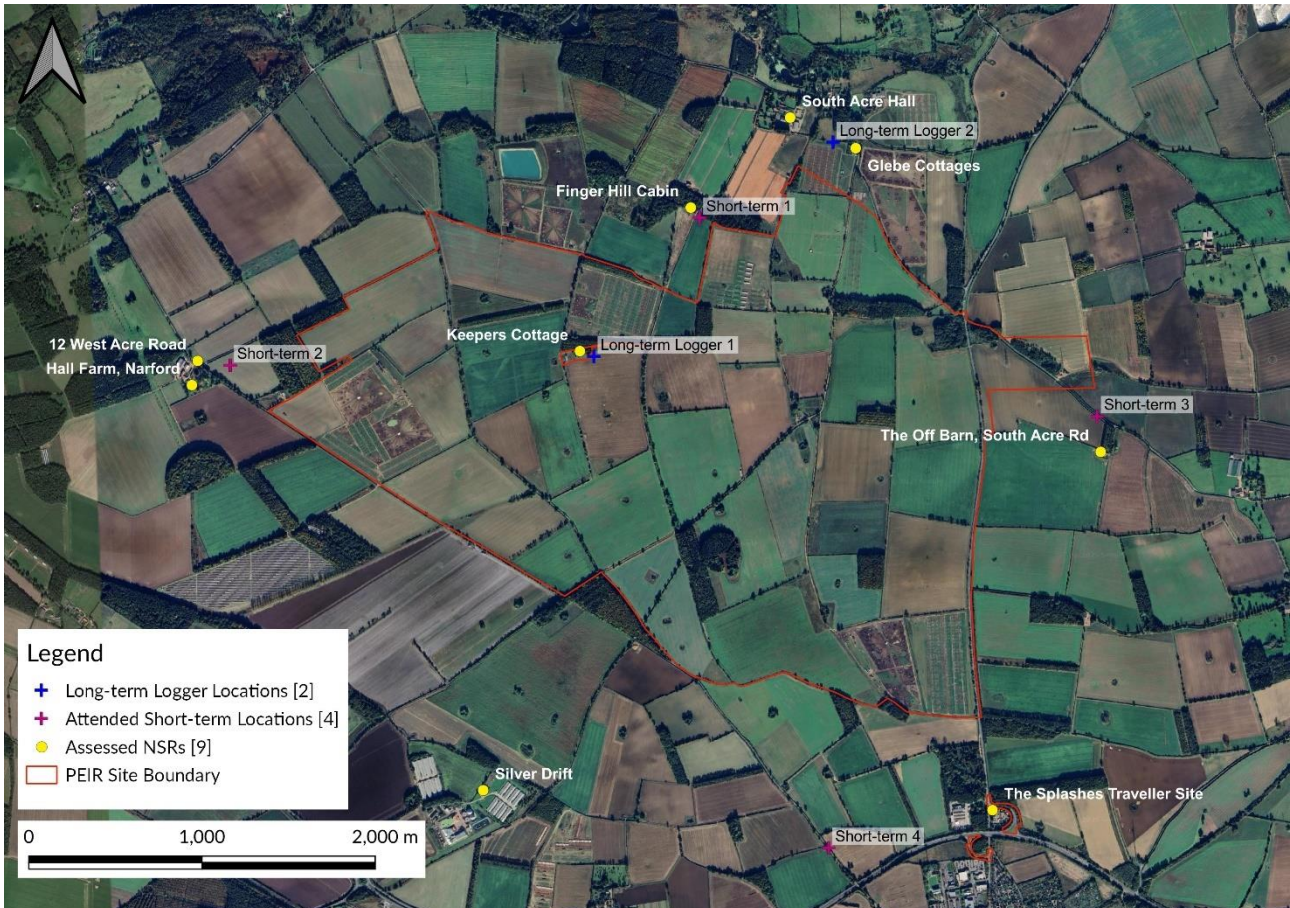 South Acre Hall
Long-term Logger 2
Glebe Cottages
Finger Hill Cabin
Short-term 1
12 West Acre Road
Hall Farm, Narford
Short-term 2
Keepers Cottage
Long-term Logger 1
Short-term 3
The Off Barn, South Acre Rd
Legend
Long-term Logger Locations [2]
Attended Short-term Locations [4]
Assessed NSRs [9]
PEIR Site Boundary
0 1,000 2,000 m
Silver Drift
The Splashes Traveller Site
Short-term 4